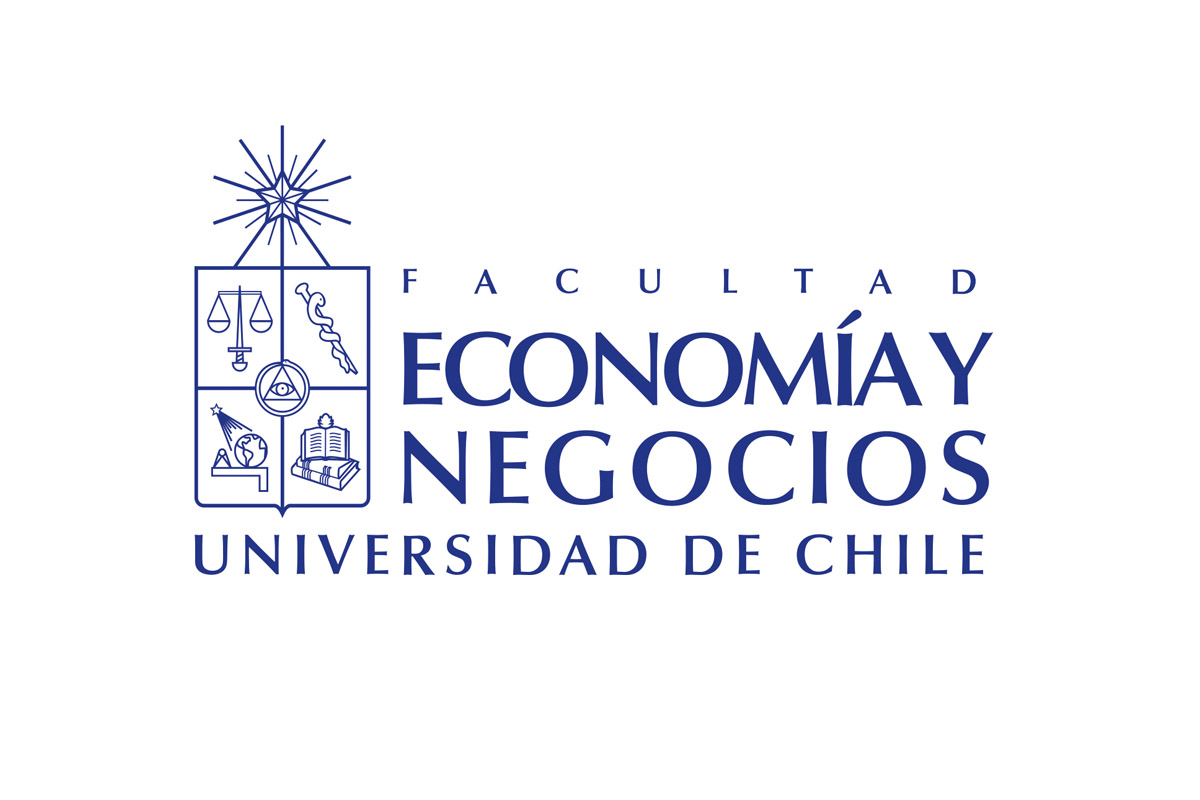 FACULTAD
ECONOMÍA Y
NEGOCIOS
UNIVERSIDAD DE CHILE